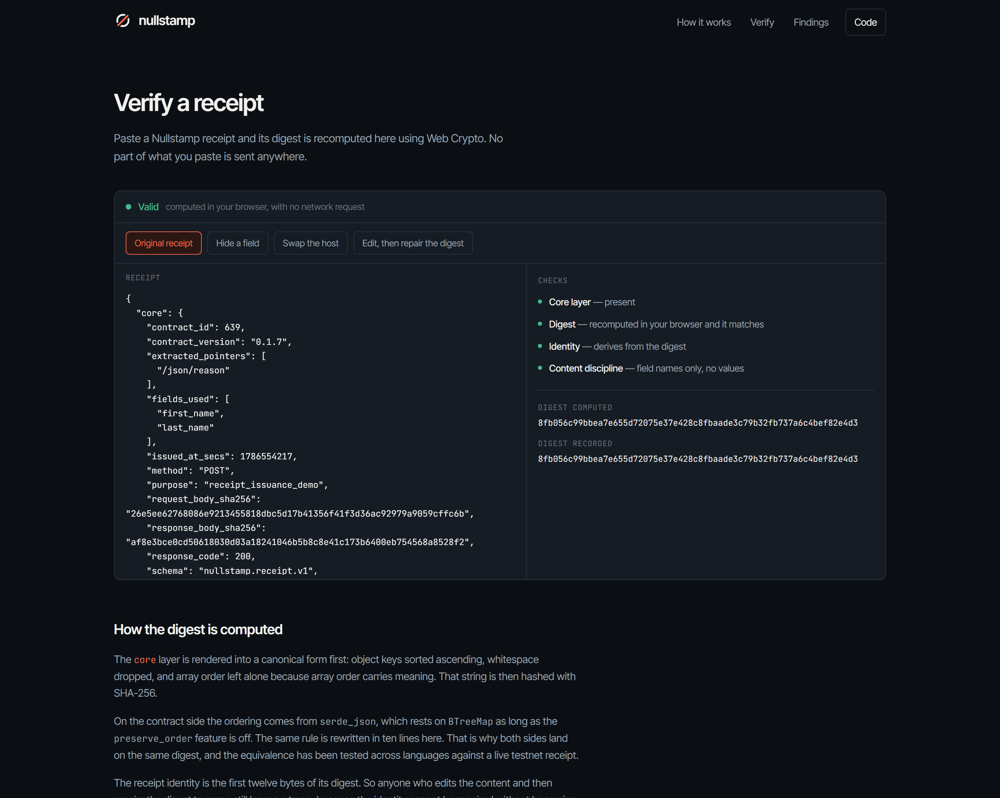 nullstamp
How it works
Verify
Findings
Code
Verify a receipt
Paste a Nullstamp receipt and its digest is recomputed here using Web Crypto. No
part of what you paste is sent anywhere.
Valid computed in your browser, with no network request
Original receipt
Hide a field
Swap the host
Edit, then repair the digest
RECEIPT
{
"core": {
"contract_id": 639,
"contract_version": "0.1.7",
"extracted_pointers": [
"/json/reason"
],
"fields_used": [
"first_name",
"last_name"
],
"issued_at_secs": 1786554217,
"method": "POST",
"purpose": "receipt_issuance_demo",
"request_body_sha256":
"26e5ee62768086e9213455818dbc5d17b41356f41f3d36ac92979a9059cffc6b",
"response_body_sha256":
"af8e3bce0cd50618030d03a18241046b5b8c8e41c173b6400eb754568a8528f2",
"response_code": 200,
"schema": "nullstamp.receipt.v1",
CHECKS
Core layer — present
Digest — recomputed in your browser and it matches
Identity — derives from the digest
Content discipline — field names only, no values
DIGEST COMPUTED
8fb056c99bbea7e655d72075e37e428c8fbaade3c79b32fb737a6c4bef82e4d3
DIGEST RECORDED
8fb056c99bbea7e655d72075e37e428c8fbaade3c79b32fb737a6c4bef82e4d3
How the digest is computed
The core layer is rendered into a canonical form first: object keys sorted ascending, whitespace
dropped, and array order left alone because array order carries meaning. That string is then hashed with
SHA-256.
On the contract side the ordering comes from serde_json, which rests on BTreeMap as long as the
preserve_order feature is off. The same rule is rewritten in ten lines here. That is why both sides land
on the same digest, and the equivalence has been tested across languages against a live testnet receipt.
The receipt identity is the first twelve bytes of its digest. So anyone who edits the content and then